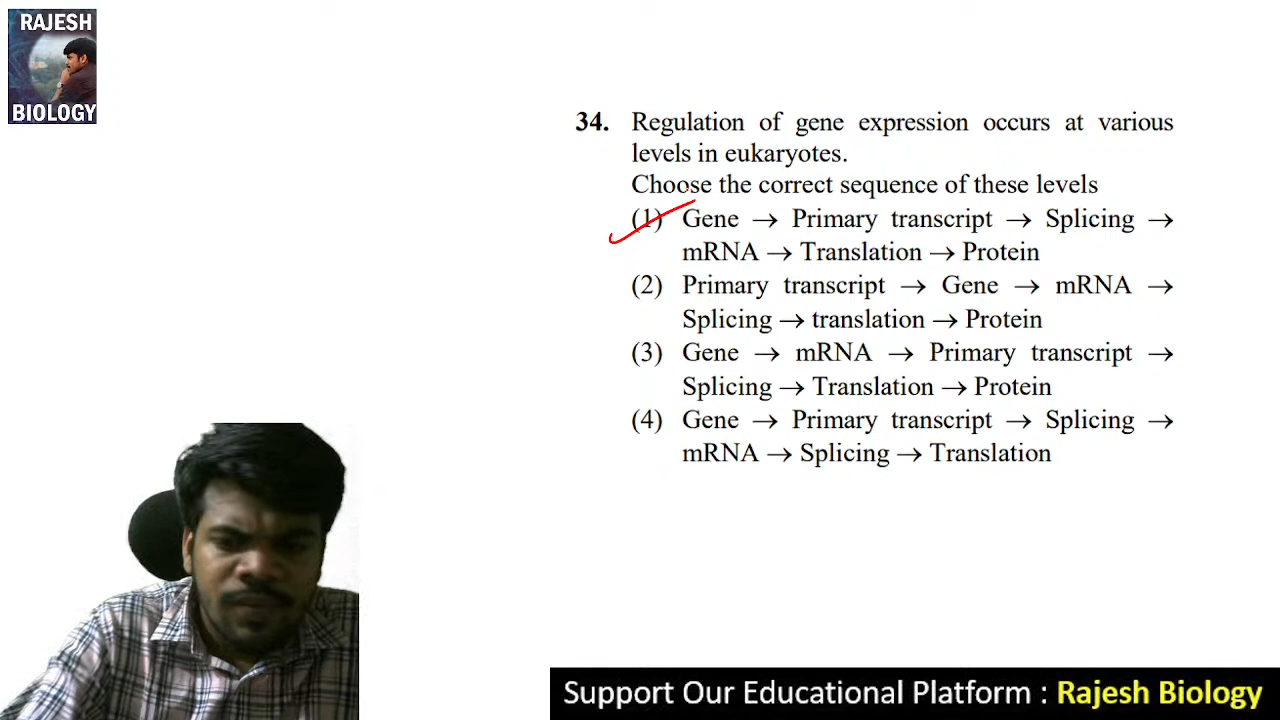 RAJESH
BIOLOGY
34. Regulation of gene expression occurs at various
levels in eukaryotes.
Choose the correct sequence of these levels
(1) Gene → Primary transcript → Splicing →
mRNA → Translation → Protein
(2) Primary transcript → Gene → mRNA →
Splicing → translation → Protein
(3) Gene → mRNA → Primary transcript →
Splicing → Translation → Protein
(4) Gene → Primary transcript → Splicing →
mRNA → Splicing → Translation
Support Our Educational Platform : Rajesh Biology